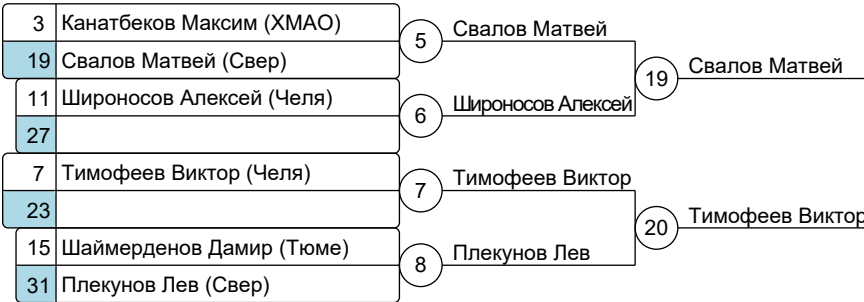 3 Канатбеков Максим (ХМАО)
19 Свалов Матвей (Свер)
5 Свалов Матвей
11 Широносов Алексей (Челя)
27
6 Широносов Алексей
19 Свалов Матвей
7 Тимофеев Виктор (Челя)
23
7 Тимофеев Виктор
15 Шаймерденов Дамир (Тюме)
31 Плекунов Лев (Свер)
8 Плекунов Лев
20 Тимофеев Виктор